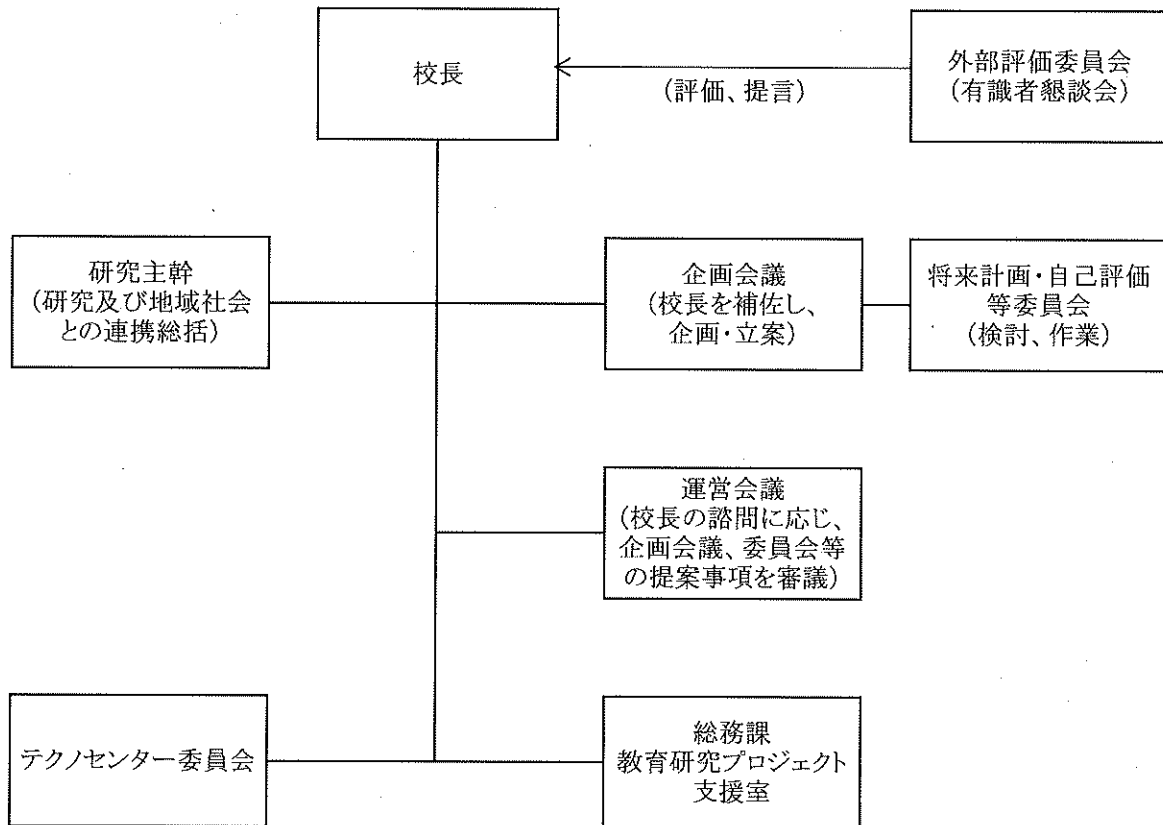 校長
(評価、提言)
外部評価委員会
(有識者懇談会)
研究主幹
(研究及び地域社会
との連携総括)
企画会議
(校長を補佐し、
企画・立案)
将来計画・自己評価
等委員会
(検討、作業)
運営会議
(校長の諮問に応じ、
企画会議、委員会等
の提案事項を審議)
テクノセンター委員会
総務課
教育研究プロジェクト
支援室